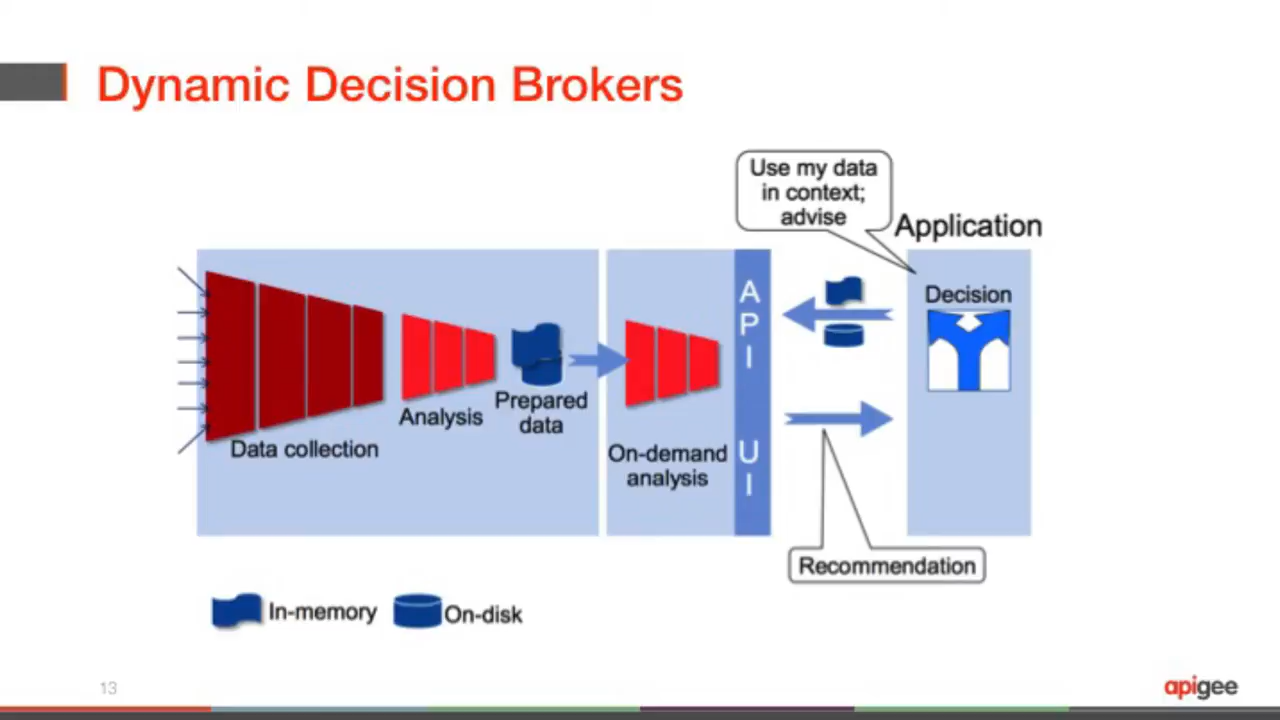 Dynamic Decision Brokers
Use my data
in context;
advise
Application
Decision
A
P
I
U
I
Data collection
Analysis
Prepared
data
On-demand
analysis
Recommendation
In-memory
On-disk
13
apigee